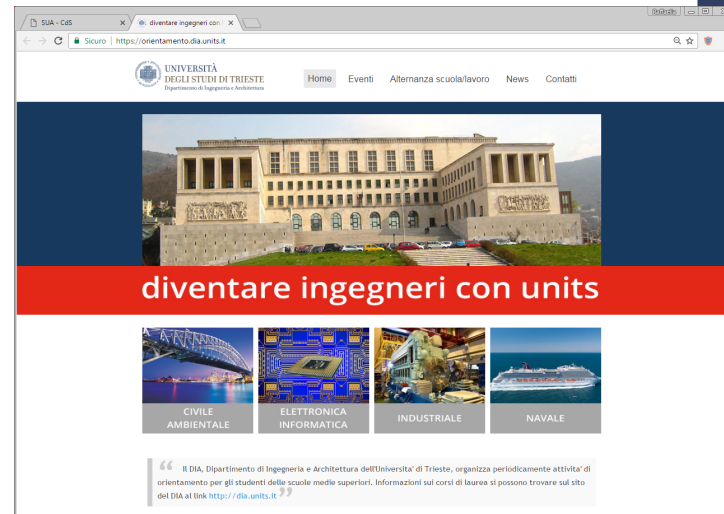 Raffaella
SUA - CdS
diventare ingegneri con
Sicuro | https://orientamento.dia.units.it
UNIVERSITÀ
DEGLI STUDI DI TRIESTE
Dipartimento di Ingegneria e Architettura
Home Eventi Alternanza scuola/lavoro News Contatti
diventare ingegneri con units
CIVILE
AMBIENTALE
ELETTRONICA
INFORMATICA
INDUSTRIALE
NAVALE
“ Il DIA, Dipartimento di Ingegneria e Architettura dell'Universita' di Trieste, organizza periodicamente attivita' di
orientamento per gli studenti delle scuole medie superiori. Informazioni sui corsi di laurea si possono trovare sul sito
del DIA al link http://dia.units.it ”